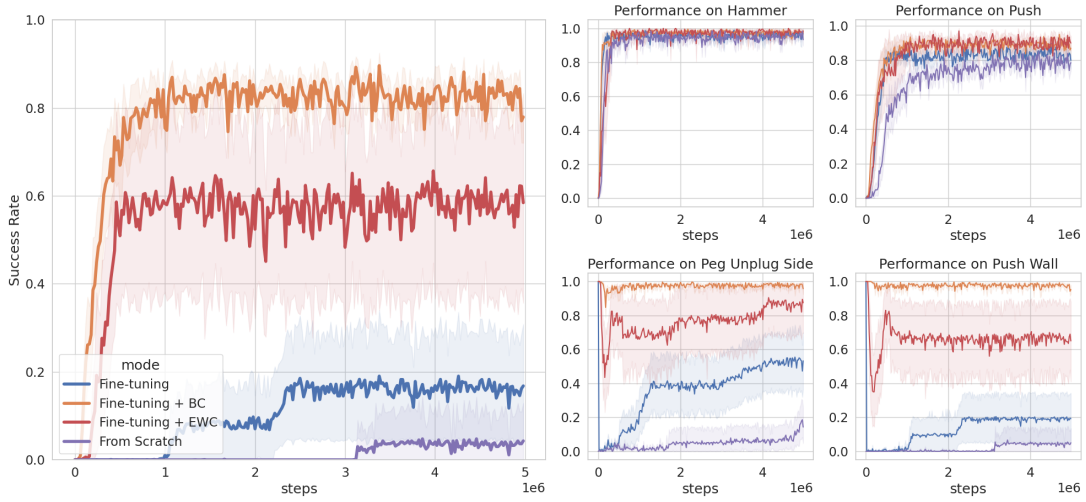 Success Rate
1.0
0.8
0.6
0.4
0.2
0.0
mode
Fine-tuning
Fine-tuning + BC
Fine-tuning + EWC
From Scratch
0 1 2 3 4 5
steps
1e6
Performance on Hammer
1.0
0.8
0.6
0.4
0.2
0.0
0 2 4
steps
1e6
Performance on Push
1.0
0.8
0.6
0.4
0.2
0.0
0 2 4
steps
1e6
Performance on Peg Unplug Side
1.0
0.8
0.6
0.4
0.2
0.0
0 2 4
steps
1e6
Performance on Push Wall
1.0
0.8
0.6
0.4
0.2
0.0
0 2 4
steps
1e6